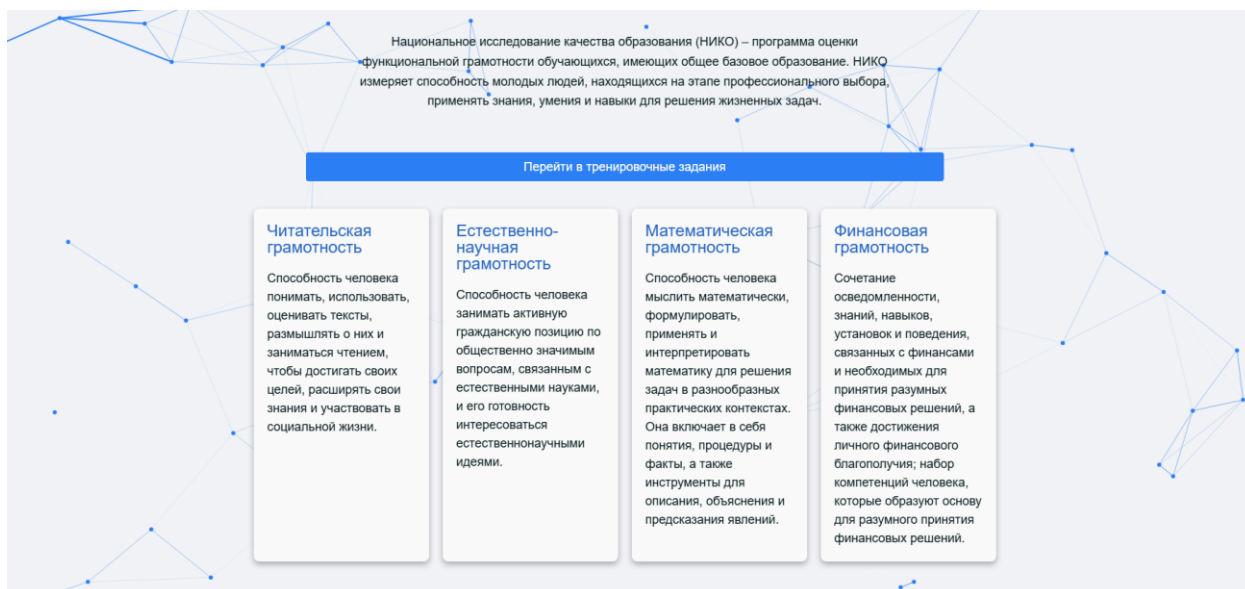 Национальное исследование качества образования (НИКО) – программа оценки
функциональной грамотности обучающихся, имеющих общее базовое образование. НИКО
измеряет способность молодых людей, находящихся на этапе профессионального выбора,
применять знания, умения и навыки для решения жизненных задач.
Перейти в тренировочные задания
Читательская
грамотность
Способность человека
понимать, использовать,
оценивать тексты,
размышлять о них и
заниматься чтением,
чтобы достигать своих
целей, расширять свои
знания и участвовать в
социальной жизни.
Естественно-
научная
грамотность
Способность человека
занимать активную
гражданскую позицию по
общественно значимым
вопросам, связанным с
естественными науками,
и его готовность
интересоваться
естественнонаучными
идеями.
Математическая
грамотность
Способность человека
мыслить математически,
формулировать,
применять и
интерпретировать
математику для решения
задач в разнообразных
практических контекстах.
Она включает в себя
понятия, процедуры и
факты, а также
инструменты для
описания, объяснения и
предсказания явлений.
Финансовая
грамотность
Сочетание
осведомленности,
знаний, навыков,
установок и поведения,
связанных с финансами
и необходимых для
принятия разумных
финансовых решений, а
также достижения
личного финансового
благополучия; набор
компетенций человека,
которые образуют основу
для разумного принятия
финансовых решений.